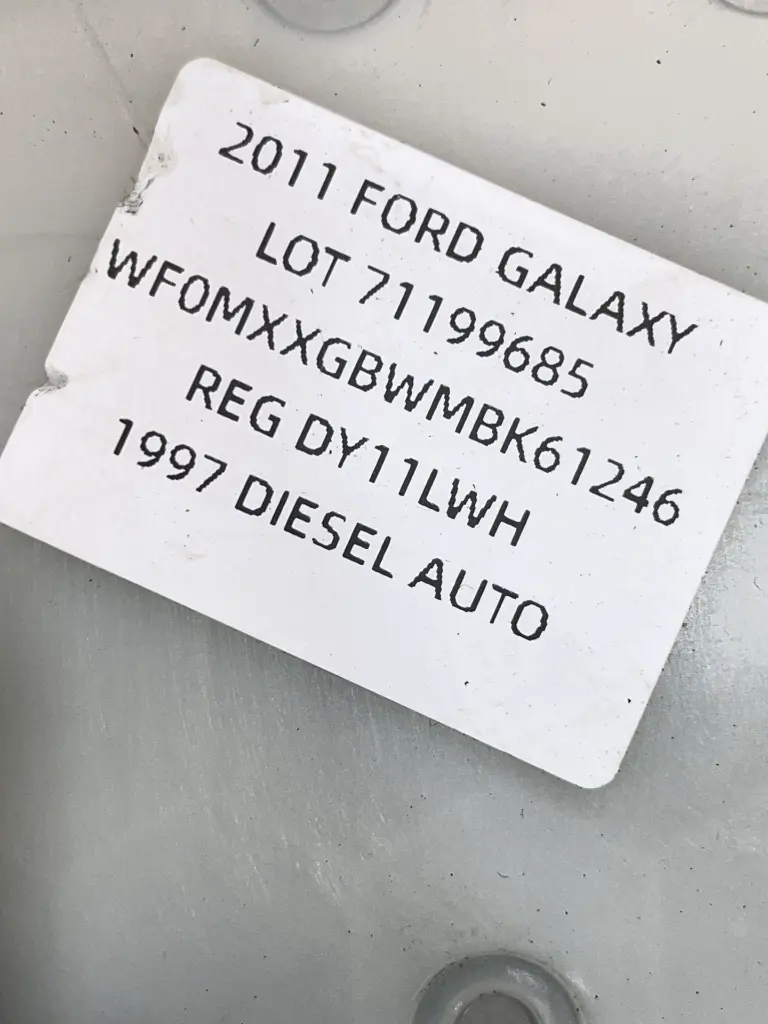 2011 FORD GALAXY
LOT 71199685
WF0MXXGBWMBK61246
REG DY11LWH
1997 DIESEL AUTO